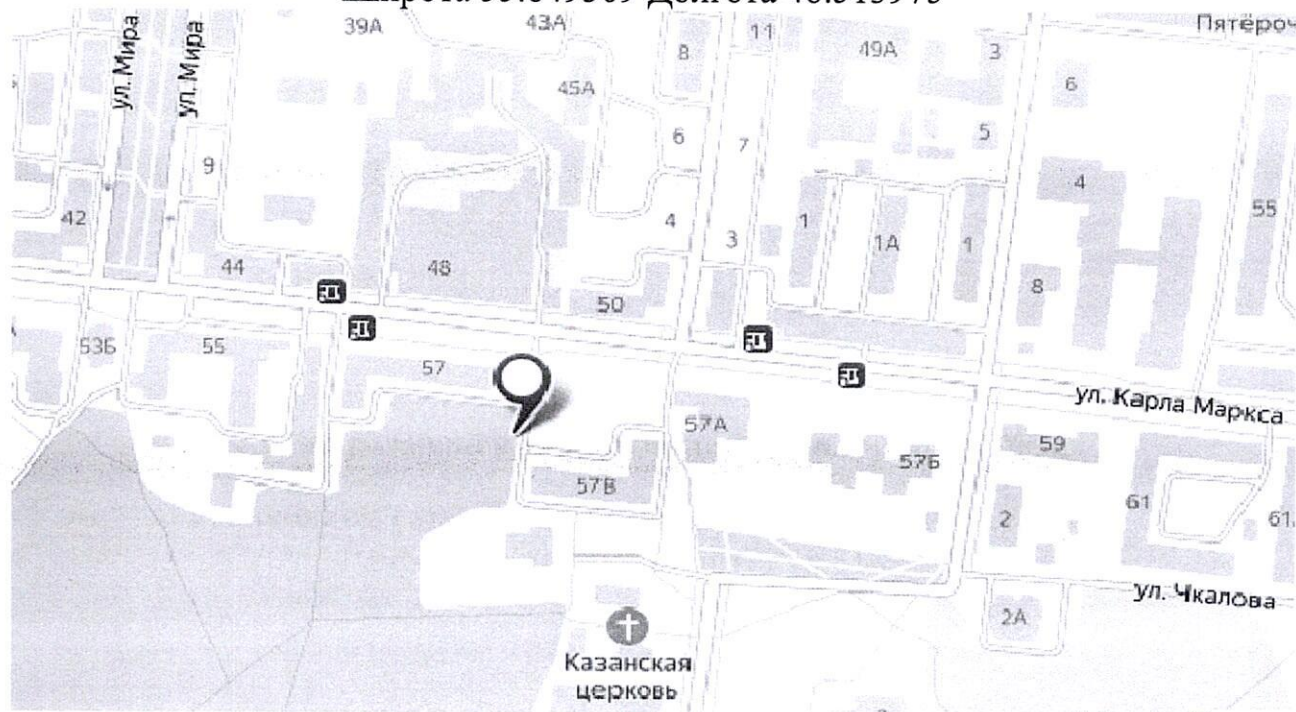 39А
43А
11
49А
3
Пятёроч
ул. Мира
ул. Мира
8
45А
6
6
7
5
9
4
42
4
3
1
1А
1
55
44
48
50
8
53Б
55
57
ул. Карла Маркса
57А
59
57Б
57В
61
2
61
ул. Чкалова
2А
Казанская
церковь